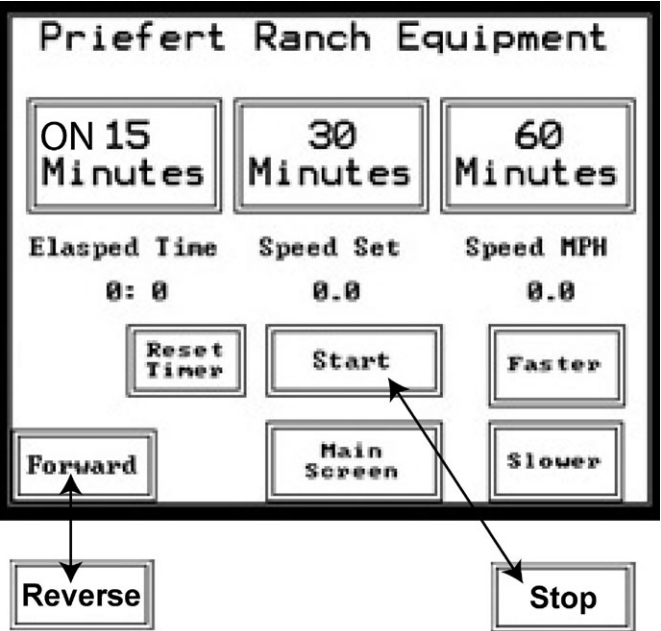 Priefert Ranch Equipment
ON 15
Minutes
30
Minutes
60
Minutes
Elasped Time
Speed Set
Speed MPH
0: 0
0.0
0.0
Reset
Timer
Start
Faster
Forward
Main
Screen
Slower
Reverse
Stop